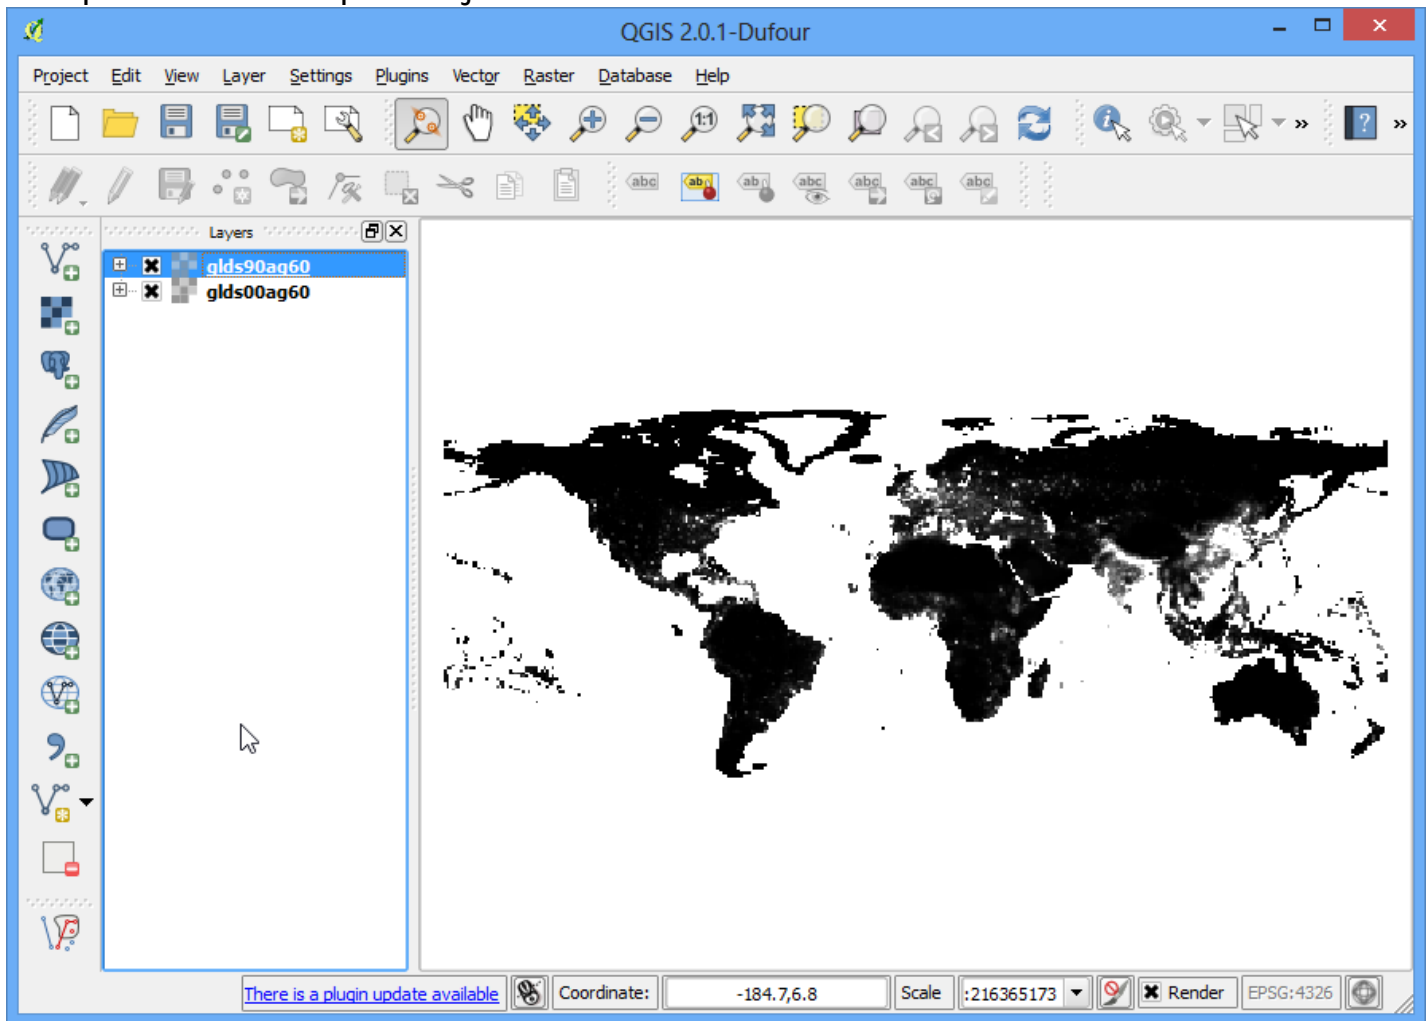 QGIS 2.0.1-Dufour
Project Edit View Layer Settings Plugins Vector Raster Database Help
1:1
abc ab ab abc abc abc abc
Layers
glds90ag60
glds00ag60
There is a plugin update available Coordinate: -184.7,6.8 Scale :216365173 Render EPSG:4326